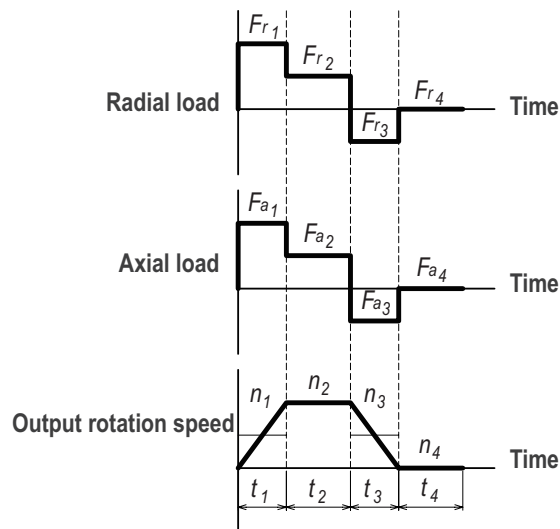 Fr1
Fr2
Fr4
Radial load
Time
Fr3
Fa1
Fa2
Fa4
Axial load
Time
Fa3
n1 n2 n3
Output rotation speed
n4
Time
t1 t2 t3 t4